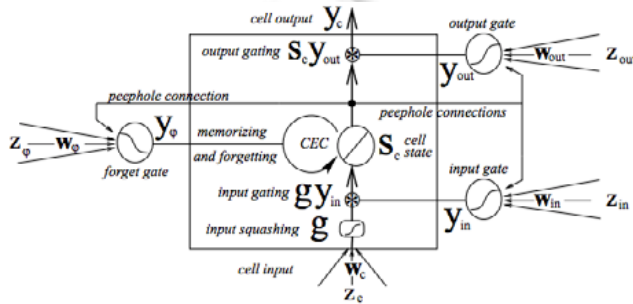 cell output y_c
output gate
output gating S_c y_out
y_out w_out z_out
peephole connection
peephole connections
z_φ w_φ y_φ memorizing CEC S_c cell state
forget gate and forgetting
input gate
input gating g y_in
y_in w_in z_in
input squashing g
cell input w_c
z_c